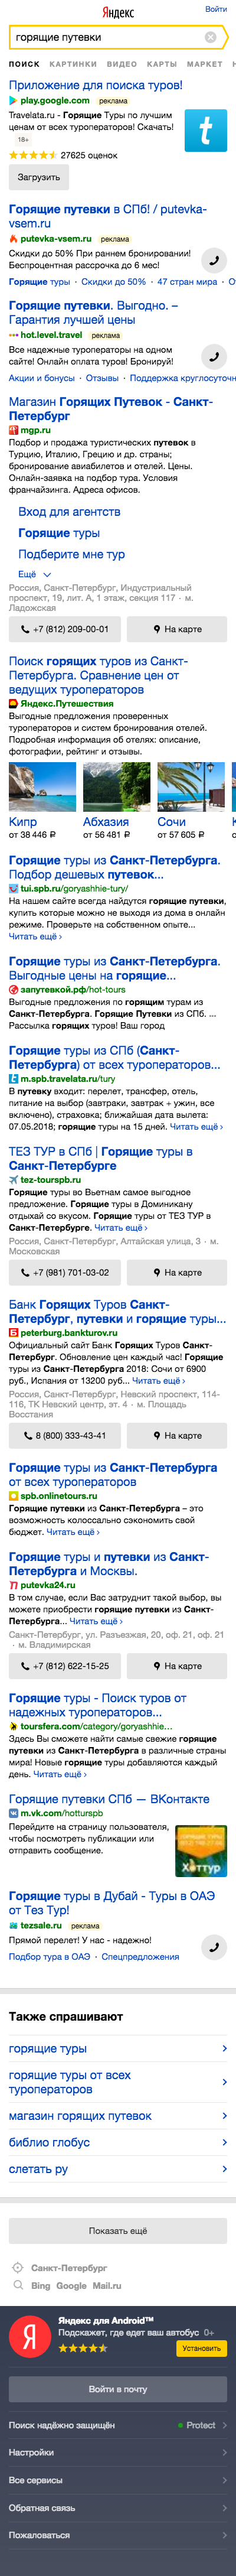 Яндекс
Войти
горящие путевки
ПОИСК КАРТИНКИ ВИДЕО КАРТЫ МАРКЕТ
Приложение для поиска туров!
play.google.com реклама
Travelata.ru - Горящие Туры по лучшим
ценам от всех туроператоров! Скачать!
18+
27625 оценок
Загрузить
Горящие путевки в СПб! / putevka-
vsem.ru
putevka-vsem.ru реклама
Скидки до 50% При раннем бронировании!
Беспроцентная рассрочка до 6 мес!
Горящие туры · Скидки до 50% · 47 стран мира · О
Горящие путевки. Выгодно. –
Гарантия лучшей цены
hot.level.travel реклама
Все надежные туроператоры на одном
сайте! Онлайн оплата туров! Бронируй!
Акции и бонусы · Отзывы · Поддержка круглосуточн
Магазин Горящих Путевок - Санкт-
Петербург
mgp.ru
Подбор и продажа туристических путевок в
Турцию, Италию, Грецию и др. страны;
бронирование авиабилетов и отелей. Цены.
Онлайн-заявка на подбор тура. Условия
франчайзинга. Адреса офисов.
Вход для агентств
Горящие туры
Подберите мне тур
Ещё
Россия, Санкт-Петербург, Индустриальный
проспект, 19, лит. А, 1 этаж, секция 117 · м.
Ладожская
+7 (812) 209-00-01
На карте
Поиск горящих туров из Санкт-
Петербурга. Сравнение цен от
ведущих туроператоров
Яндекс.Путешествия
Выгодные предложения проверенных
туроператоров и систем бронирования отелей.
Подробная информация об отелях: описание,
фотографии, рейтинг и отзывы.
Кипр Абхазия Сочи
от 38 446 ₽ от 56 481 ₽ от 57 605 ₽
Горящие туры из Санкт-Петербурга.
Подбор дешевых путевок...
tui.spb.ru/goryashhie-tury/
На нашем сайте всегда найдутся горящие путевки,
купить которые можно не выходя из дома в онлайн
режиме. Проверьте на собственном опыте...
Читать ещё ›
Горящие туры из Санкт-Петербурга.
Выгодные цены на горящие...
запутевкой.рф/hot-tours
Выгодные предложения по горящим турам из
Санкт-Петербурга. Горящие Путевки из СПб. ...
Рассылка горящих туров! Ваш город
Горящие туры из СПб (Санкт-
Петербурга) от всех туроператоров...
m.spb.travelata.ru/tury
В путевку входит: перелет, трансфер, отель,
питание на выбор (завтраки, завтрак + ужин, все
включено), страховка; ближайшая дата вылета:
07.05.2018; горящие туры на 15 дней. Читать ещё ›
ТЕЗ ТУР в СПб | Горящие туры в
Санкт-Петербурге
tez-tourspb.ru
Горящие туры во Вьетнам самое выгодное
предложение. Горящие туры в Доминикану
отдыхай со вкусом. Горящие туры от ТЕЗ ТУР в
Санкт-Петербурге. Читать ещё ›
Россия, Санкт-Петербург, Алтайская улица, 3 · м.
Московская
+7 (981) 701-03-02
На карте
Банк Горящих Туров Санкт-
Петербург, путевки и горящие туры...
peterburg.bankturov.ru
Официальный сайт Банк Горящих Туров Санкт-
Петербург. Обновление цен каждый час! Горящие
туры из Санкт-Петербурга 2018: Сочи от 6900
руб., Испания от 13200 руб... Читать ещё ›
Россия, Санкт-Петербург, Невский проспект, 114-
116, ТК Невский центр, эт. 4 · м. Площадь
Восстания
8 (800) 333-43-41
На карте
Горящие туры из Санкт-Петербурга
от всех туроператоров
spb.onlinetours.ru
Горящие путевки из Санкт-Петербурга – это
возможность колоссально сэкономить свой
бюджет. Читать ещё ›
Горящие туры и путевки из Санкт-
Петербурга и Москвы.
putevka24.ru
В том случае, если Вас затруднит такой выбор, вы
можете приобрести горящие путевки из Санкт-
Петербурга... Читать ещё ›
Санкт-Петербург, ул. Разъезжая, 20, оф. 21, оф. 21
· м. Владимирская
+7 (812) 622-15-25
На карте
Горящие туры - Поиск туров от
надежных туроператоров...
toursfera.com/category/goryashhie...
Здесь Вы сможете найти самые свежие горящие
путевки из Санкт-Петербурга в различные страны
мира! Новые горящие туры добавляются каждый
день. Читать ещё ›
Горящие путевки СПб — ВКонтакте
m.vk.com/hotturspb
Перейдите на страницу пользователя,
чтобы посмотреть публикации или
отправить сообщение.
Хоттур
Горящие туры в Дубай - Туры в ОАЭ
от Тез Тур!
tezsale.ru реклама
Прямой перелет! У нас - надежно!
Подбор тура в ОАЭ · Спецпредложения
Также спрашивают
горящие туры
горящие туры от всех
туроператоров
магазин горящих путевок
библио глобус
слетать ру
Показать ещё
Санкт-Петербург
Bing Google Mail.ru
Яндекс для Android™
Подскажет, где едет ваш автобус 0+
Установить
Войти в почту
Поиск надёжно защищён
Protect
Настройки
Все сервисы
Обратная связь
Пожаловаться